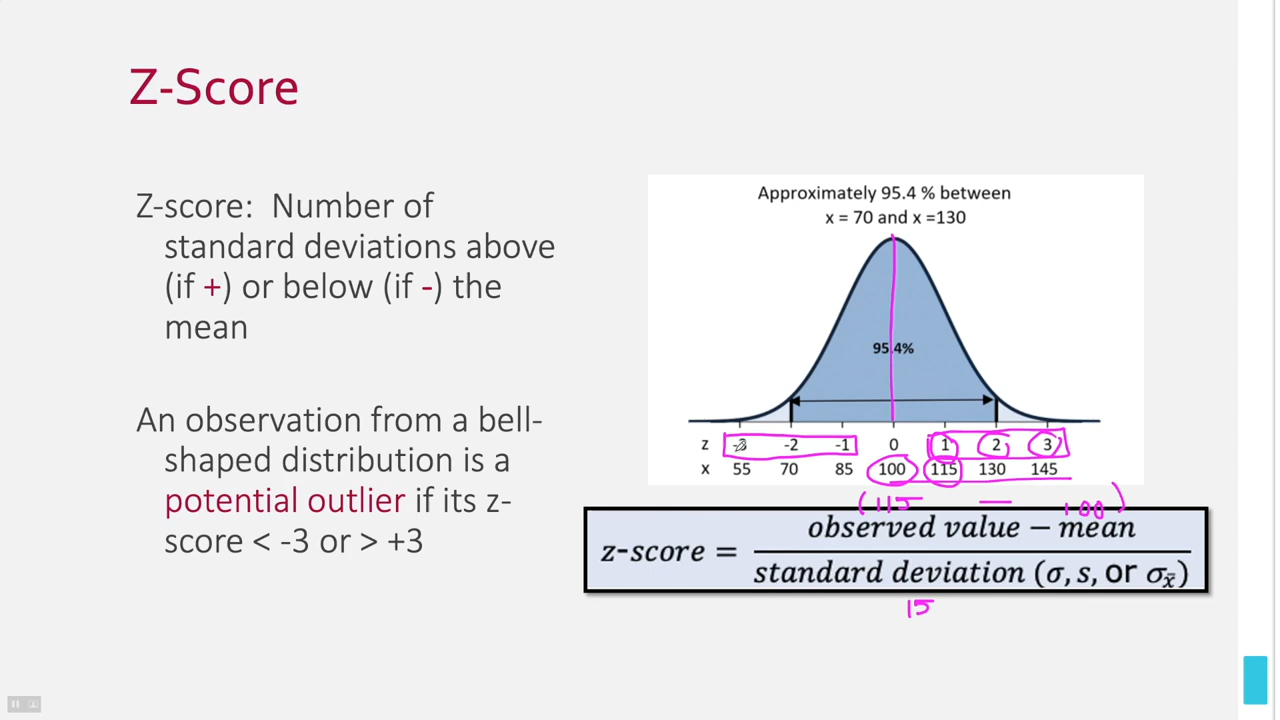 Z-Score
Z-score: Number of
standard deviations above
(if +) or below (if -) the
mean
An observation from a bell-
shaped distribution is a
potential outlier if its z-
score < -3 or > +3
Approximately 95.4 % between
x = 70 and x =130
95.4%
z -3 -2 -1 0 1 2 3
x 55 70 85 100 115 130 145
(115 — 100)
z-score = observed value − mean
standard deviation (σ, s, or σx̄)
15